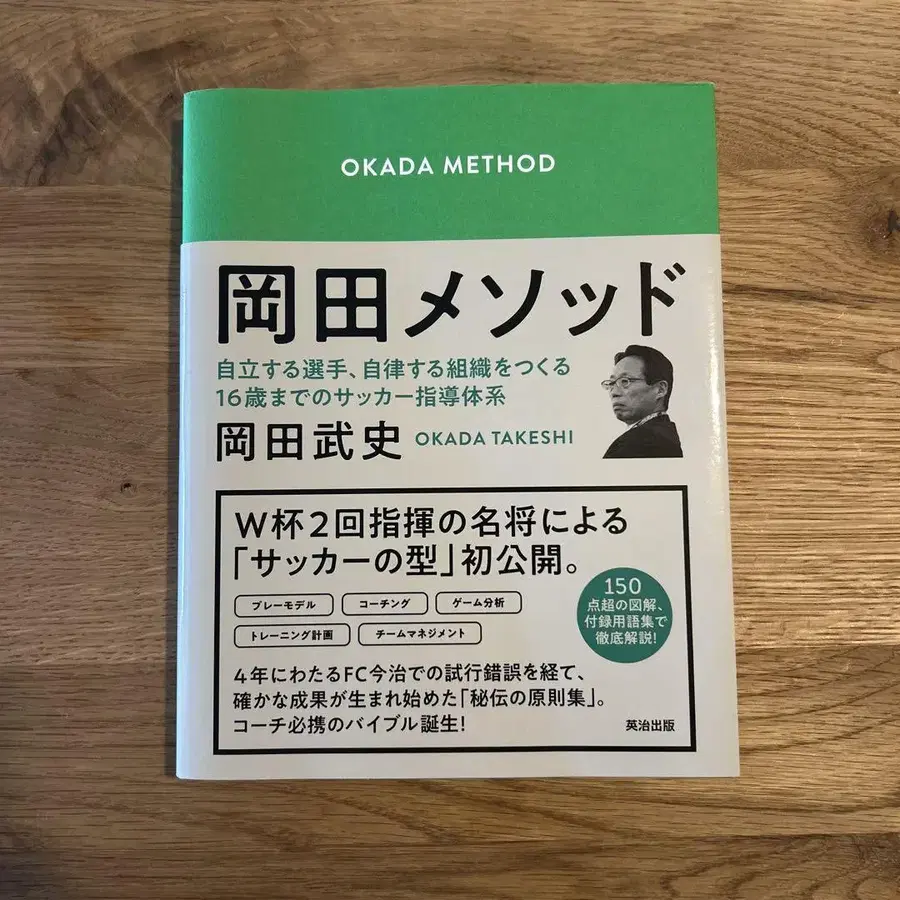 OKADA METHOD
岡田メソッド
自立する選手、自律する組織をつくる
16歳までのサッカー指導体系
岡田武史 OKADA TAKESHI
W杯2回指揮の名将による
「サッカーの型」初公開。
プレーモデル コーチング ゲーム分析
トレーニング計画 チームマネジメント
150
点超の図解、
付録用語集で
徹底解説!
4年にわたるFC今治での試行錯誤を経て、
確かな成果が生まれ始めた「秘伝の原則集」。
コーチ必携のバイブル誕生!
英治出版